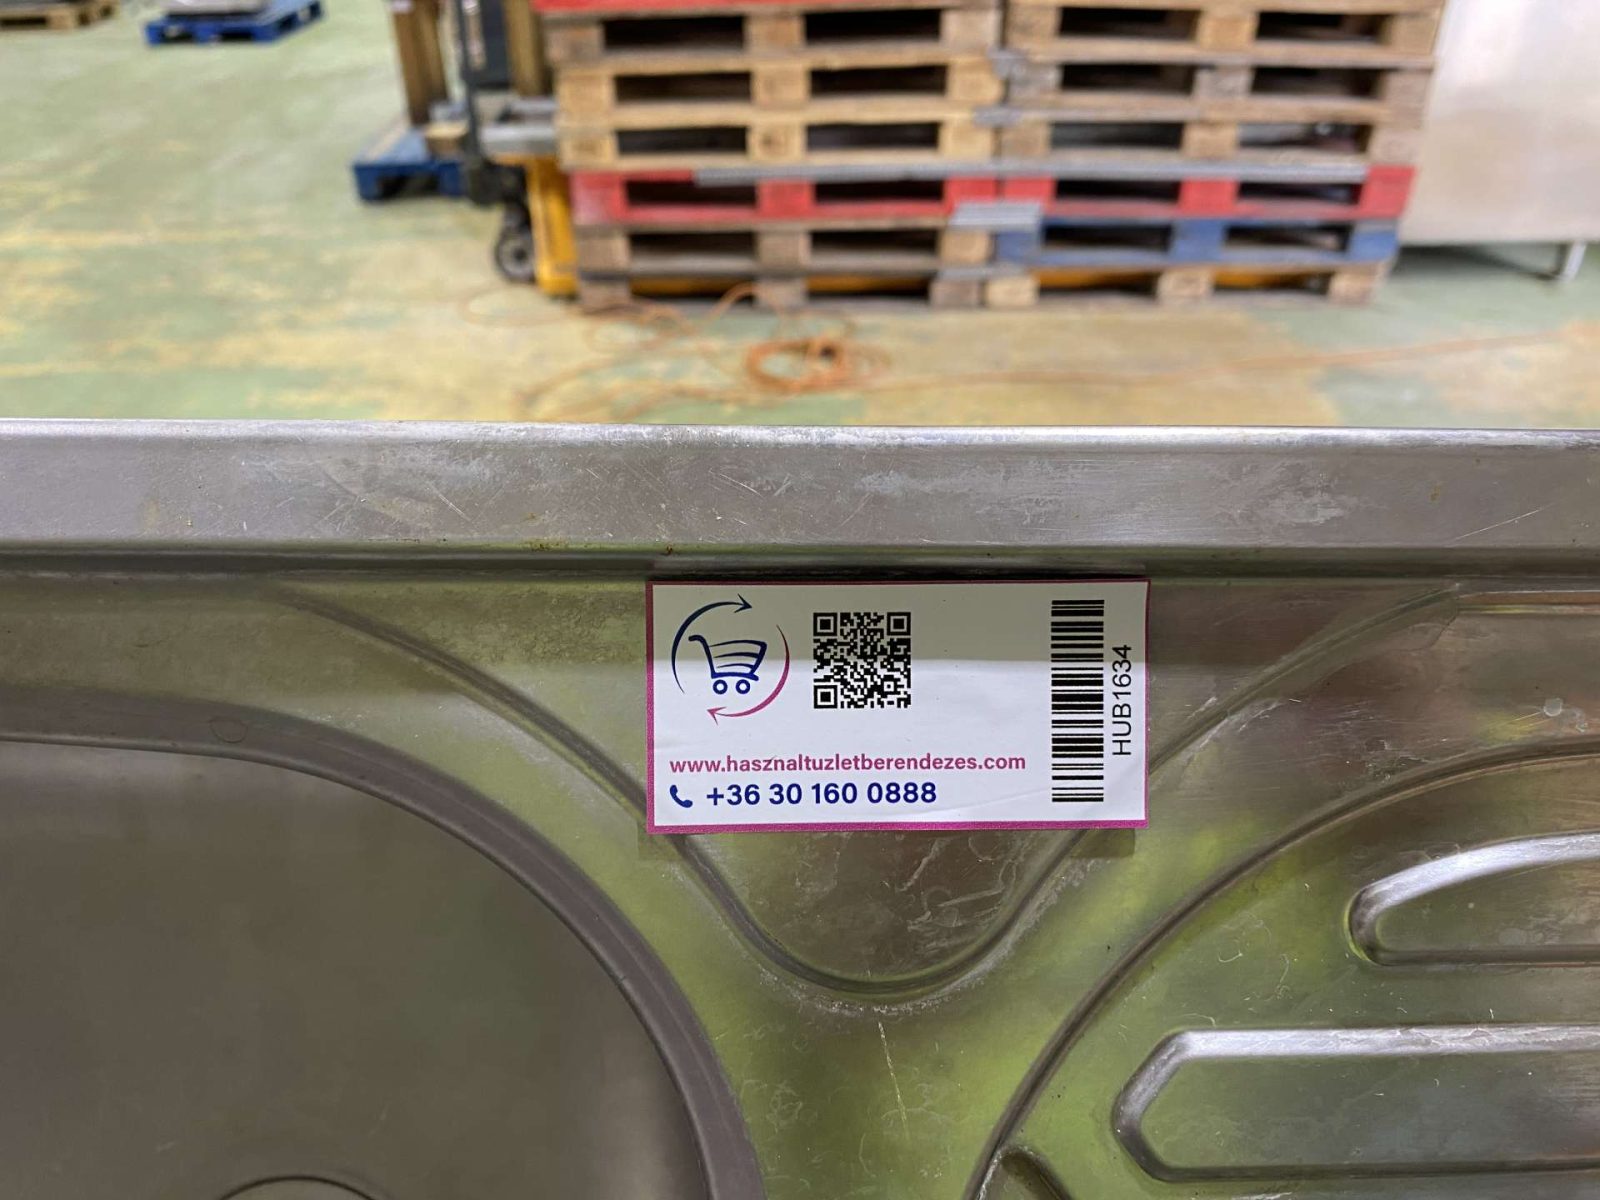 www.hasznaltuzletberendezes.com
+36 30 160 0888
HUB1634